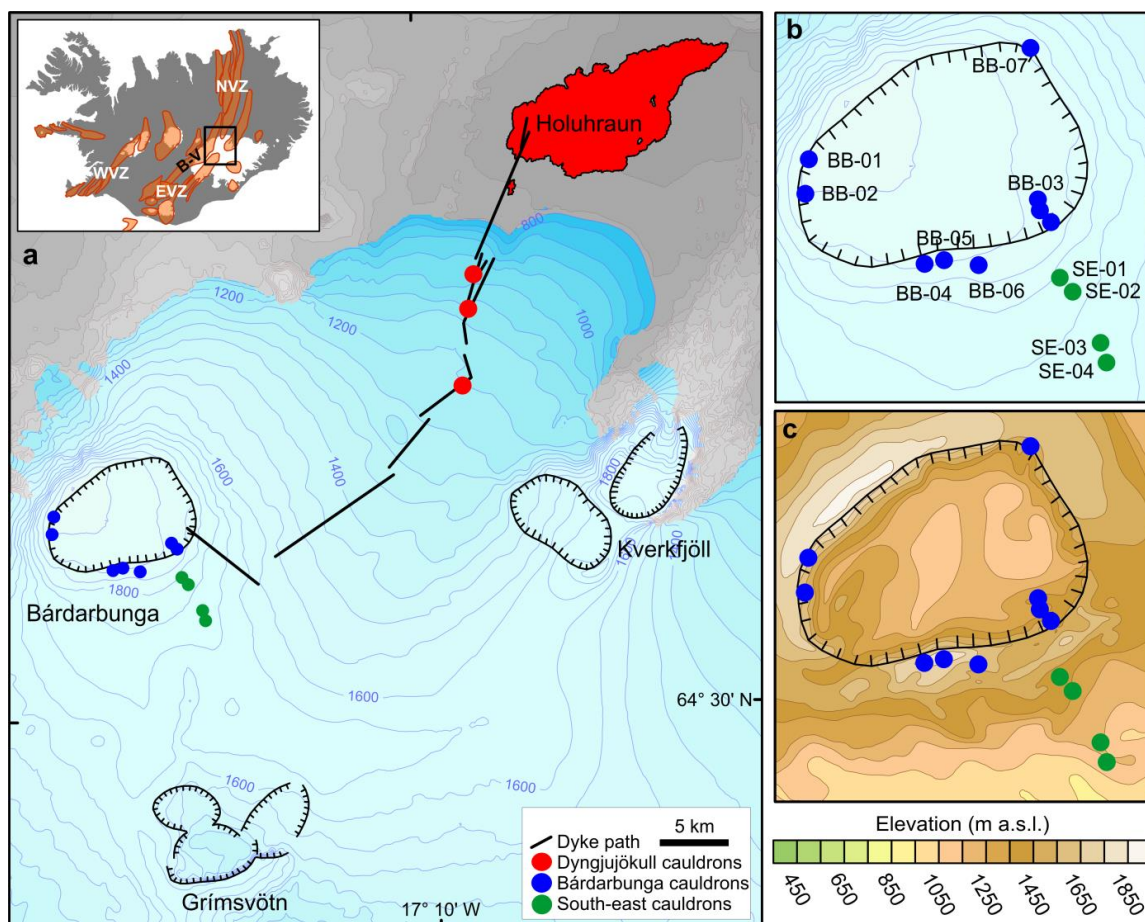 a
NVZ
B-V
WVZ
EVZ
Holuhraun
800
1200
1200
1000
1400
1600
1400
1800
1800
Kverkfjöll
Bárdarbunga
1600
64° 30' N
1600
1600
Grímsvötn
17° 10' W
Dyke path
5 km
Dyngjujökull cauldrons
Bárdarbunga cauldrons
South-east cauldrons
b
BB-07
BB-01
BB-02
BB-03
BB-05
BB-04
BB-06
SE-01
SE-02
SE-03
SE-04
c
Elevation (m a.s.l.)
450
650
850
1050
1250
1450
1650
1850